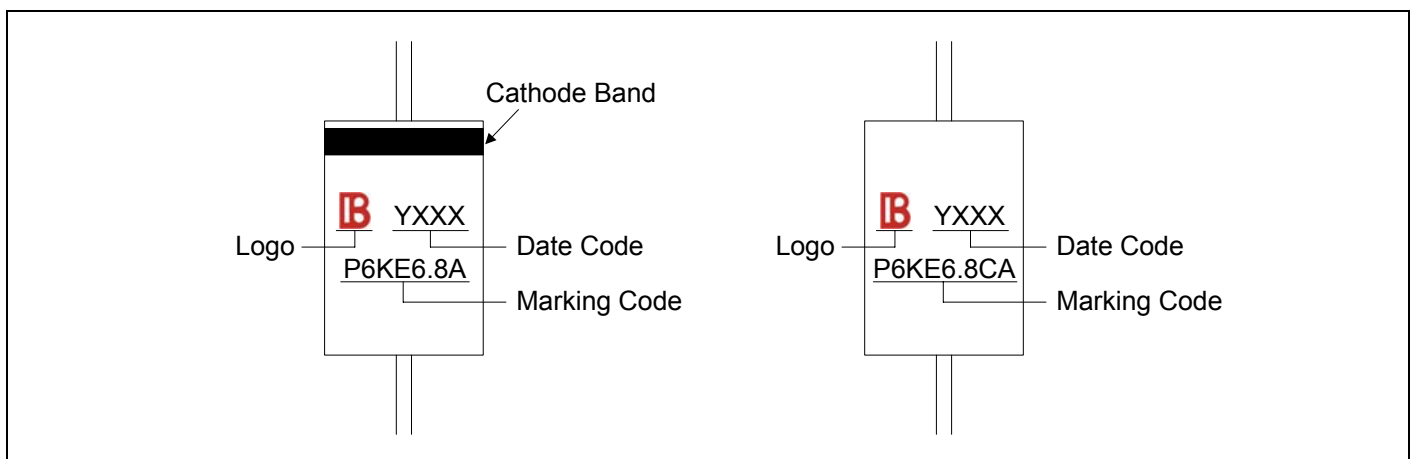 Cathode Band
B YXXX
Logo
Date Code
P6KE6.8A
Marking Code
B YXXX
Logo
Date Code
P6KE6.8CA
Marking Code